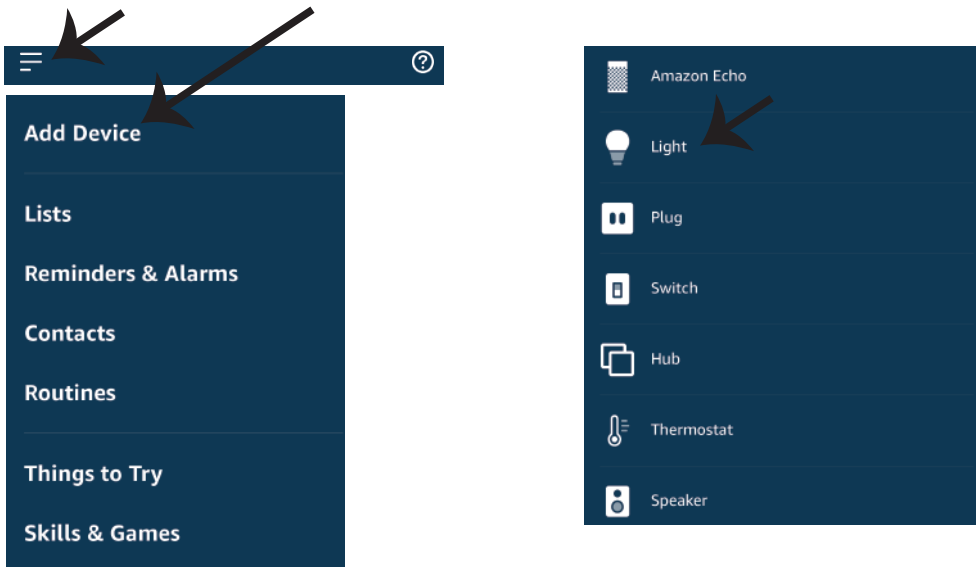 Add Device
Lists
Reminders & Alarms
Contacts
Routines
Things to Try
Skills & Games
Amazon Echo
Light
Plug
Switch
Hub
Thermostat
Speaker